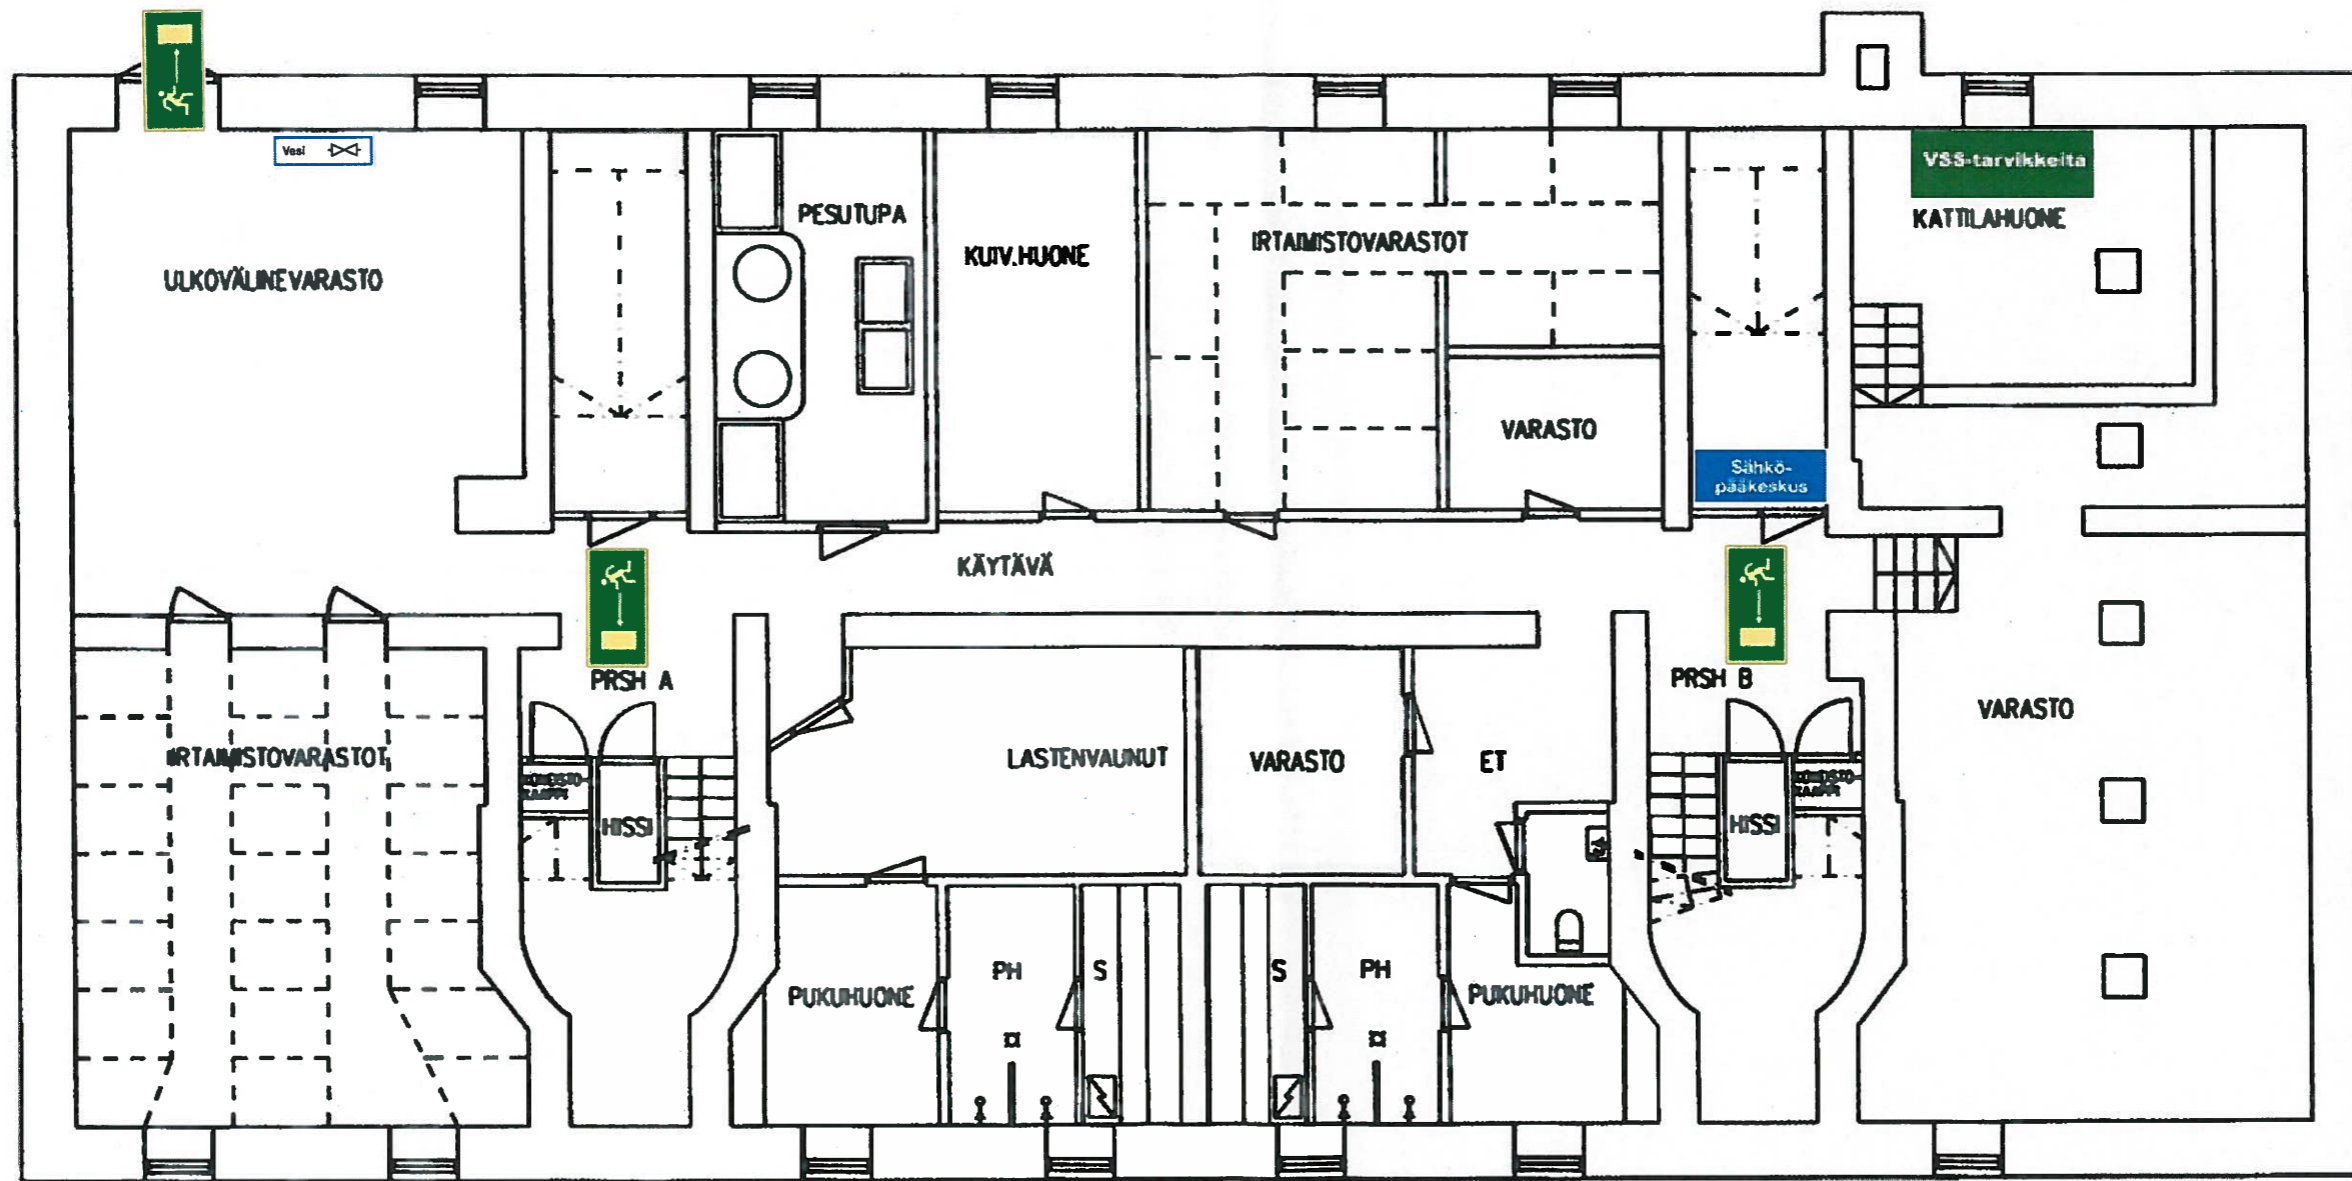 Vesi
VSS-tarvikkeita
PESUTUPA
KATTILAHUONE
KUIV.HUONE
IRTAIMISTOVARASTOT
ULKOVÄLINEVARASTO
VARASTO
Sähkö-
pääkeskus
KÄYTÄVÄ
PRSH A
PRSH B
VARASTO
IRTAIMISTOVARASTOT
LASTENVAUNUT
VARASTO
ET
HISSI
HISSI
PUKUHUONE
PH
S
S
PH
PUKUHUONE